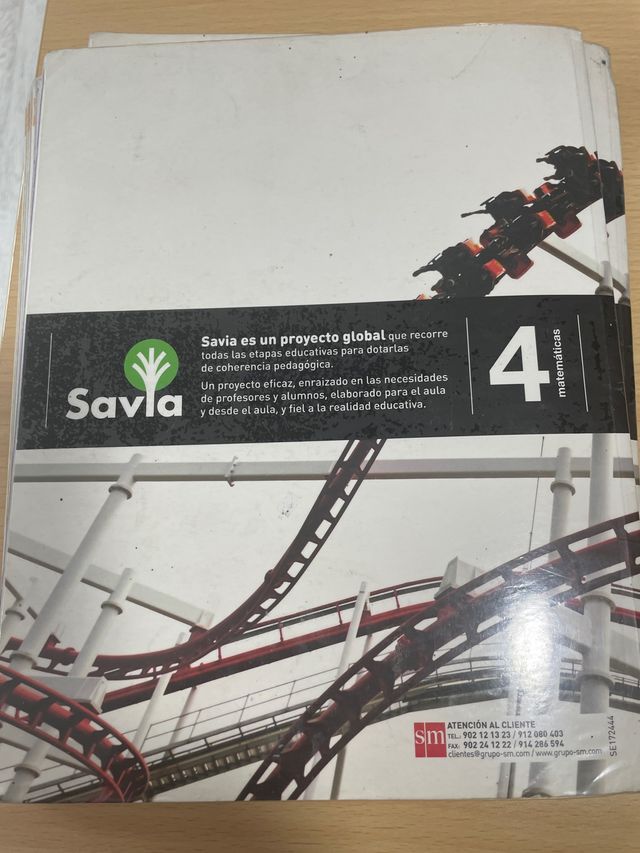 Savia
Savia es un proyecto global que recorre
todas las etapas educativas para dotarlas
de coherencia pedagógica.
Un proyecto eficaz, enraizado en las necesidades
de profesores y alumnos, elaborado para el aula
y desde el aula, y fiel a la realidad educativa.
4
matemáticas
sm
ATENCIÓN AL CLIENTE
TEL.: 902 12 13 23 / 912 080 403
FAX: 902 24 12 22 / 914 286 594
clientes@grupo-sm.com / www.grupo-sm.com
SE172444